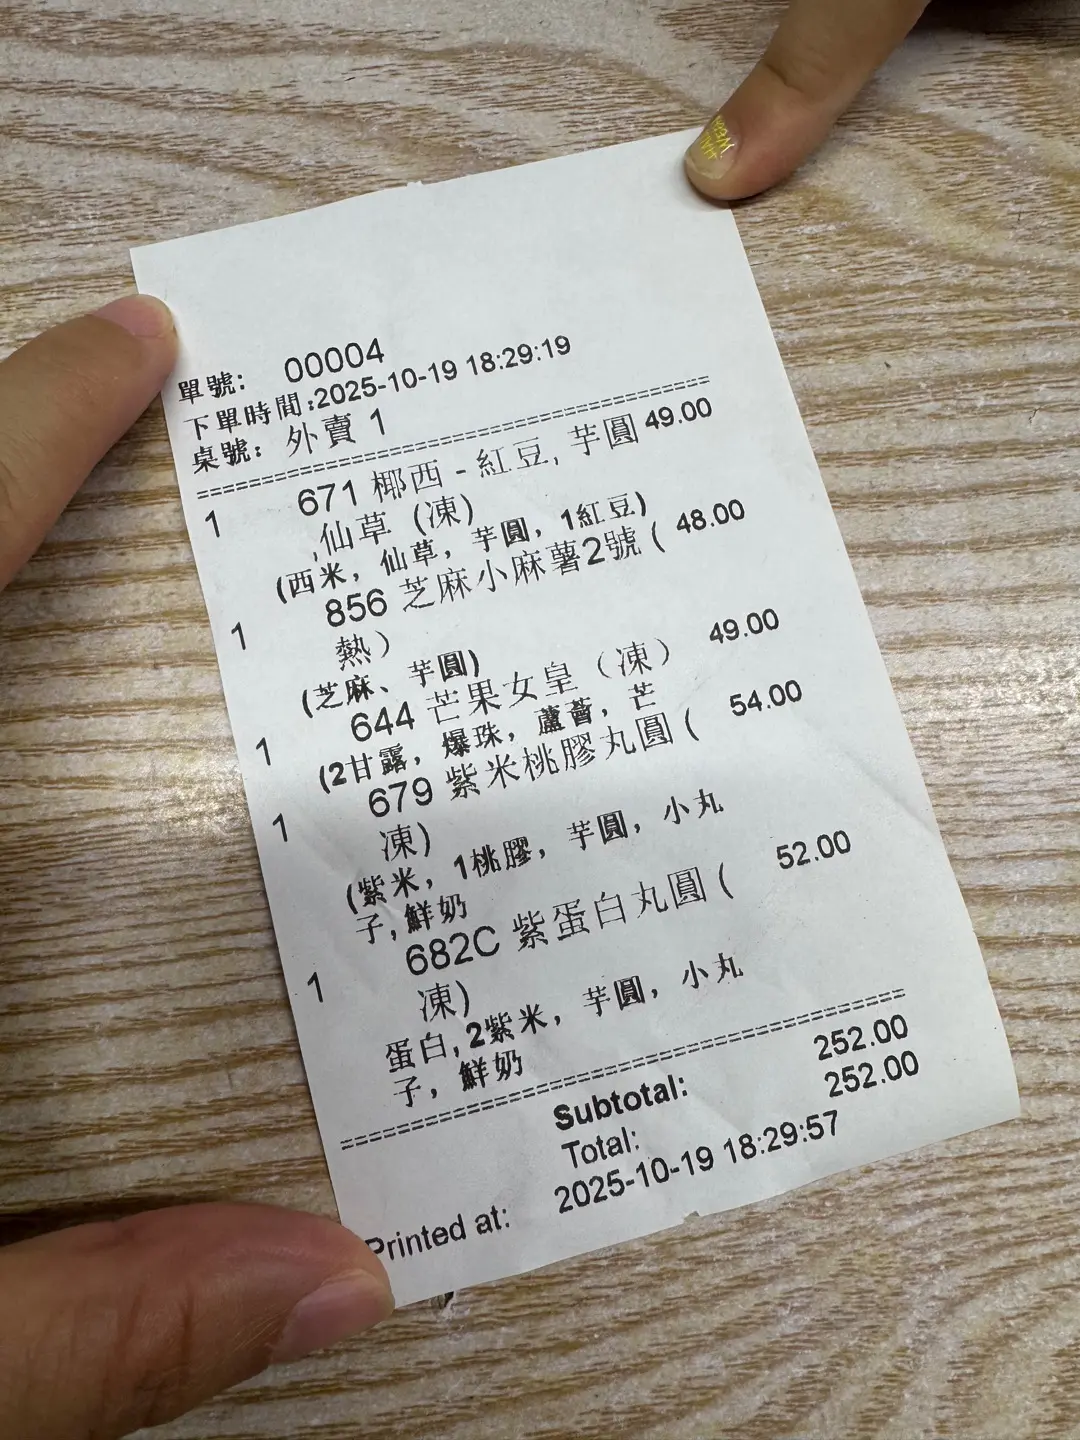 單號: 00004
下單時間:2025-10-19 18:29:19
桌號: 外賣 1
================================================
1 671 椰西 - 紅豆, 芋圓 49.00
,仙草 (凍)
(西米, 仙草, 芋圓, 1紅豆)
1 856 芝麻小麻薯2號 ( 48.00
熱)
(芝麻、芋圓)
1 644 芒果女皇 (凍) 49.00
(2甘露, 爆珠, 蘆薈, 芒
1 679 紫米桃膠丸圓 ( 54.00
凍)
(紫米, 1桃膠, 芋圓, 小丸
子, 鮮奶
1 682C 紫蛋白丸圓 ( 52.00
凍)
蛋白, 2紫米, 芋圓, 小丸
子, 鮮奶
================================================
Subtotal: 252.00
Total: 252.00
Printed at: 2025-10-19 18:29:57